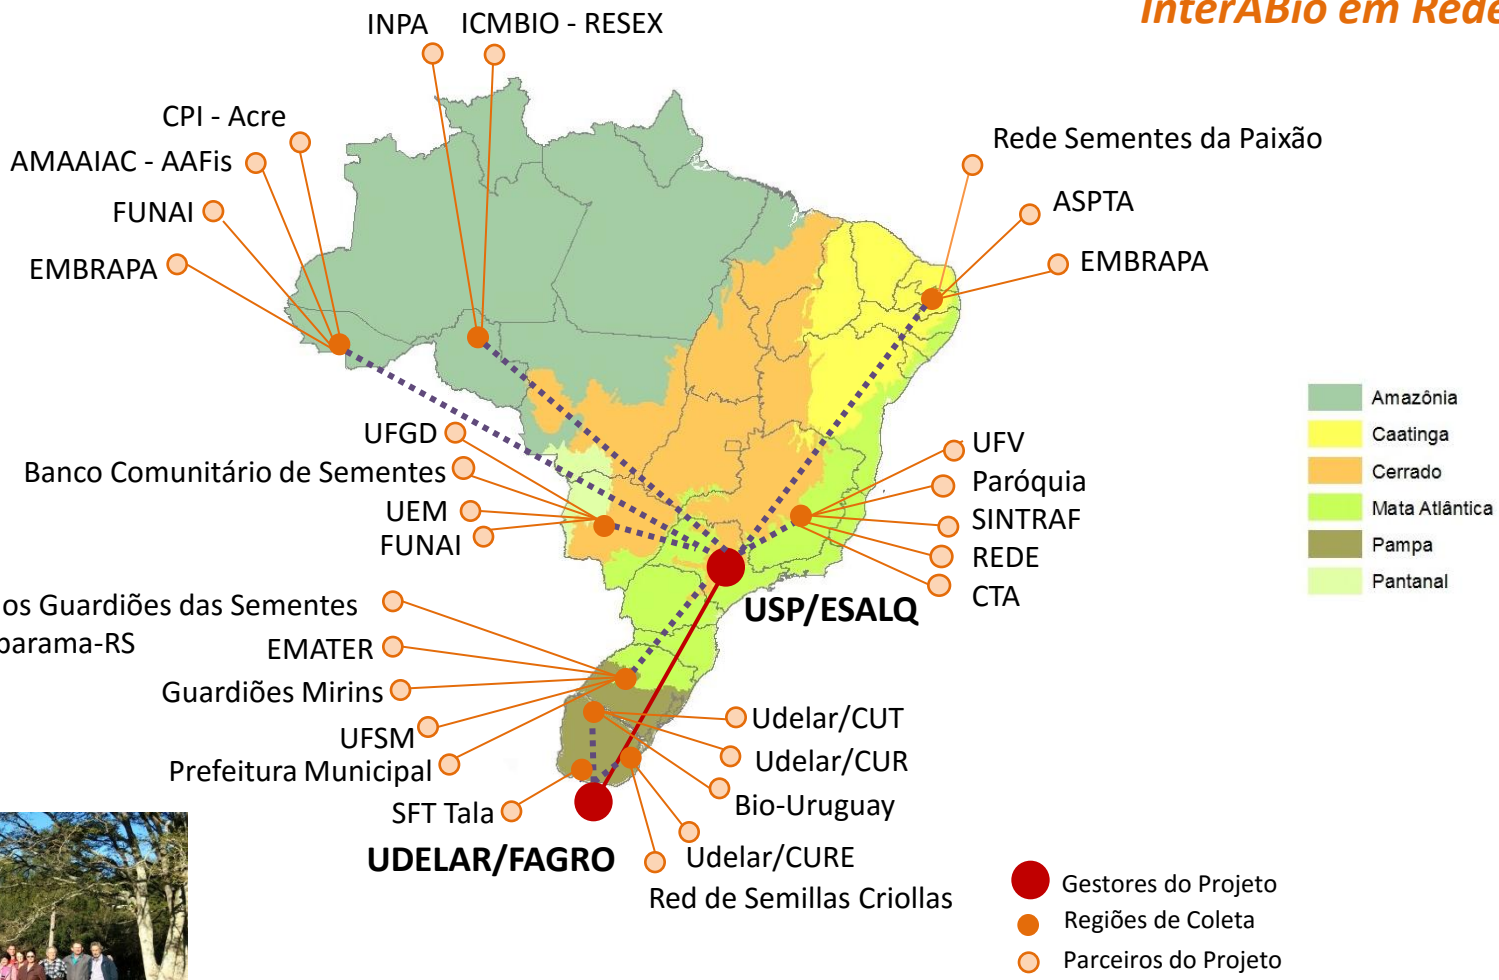 InterABio em Rede
INPA
ICMBIO - RESEX
CPI - Acre
AMAAIAC - AAFis
FUNAI
EMBRAPA
Rede Sementes da Paixão
ASPTA
EMBRAPA
Amazônia
Caatinga
Cerrado
Mata Atlântica
Pampa
Pantanal
UFGD
Banco Comunitário de Sementes
UEM
FUNAI
UFV
Paróquia
SINTRAF
REDE
CTA
USP/ESALQ
os Guardiões das Sementes
arama-RS
EMATER
Guardiões Mirins
UFSM
Prefeitura Municipal
SFT Tala
Udelar/CUT
Udelar/CUR
Bio-Uruguay
UDELAR/FAGRO
Udelar/CURE
Red de Semillas Criollas
Gestores do Projeto
Regiões de Coleta
Parceiros do Projeto